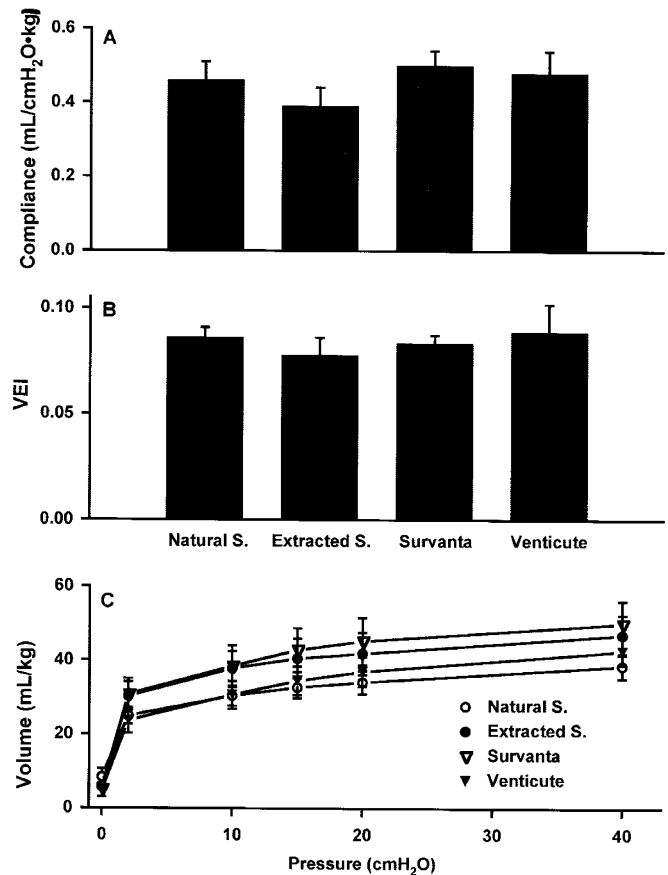 A
Compliance (mL/cmH₂O•kg)
0.6
0.4
0.2
0.0
B
VEI
0.10
0.05
0.00
Natural S. Extracted S. Survanta Venticute
C
Volume (mL/kg)
60
40
20
0
Natural S.
Extracted S.
Survanta
Venticute
0 10 20 30 40
Pressure (cmH₂O)